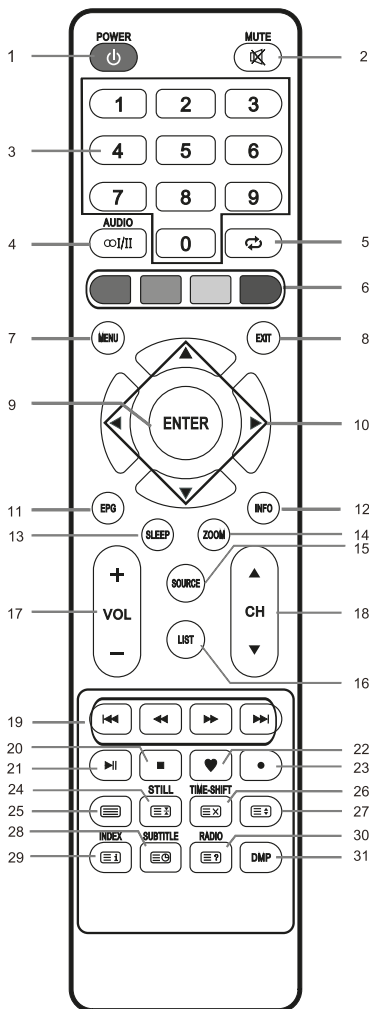 POWER MUTE
1 2
1 2 3
3 4 5 6
7 8 9
AUDIO
4 I/II 0 5
6
7 MENU EXIT 8
9 ENTER 10
11 EPG INFO 12
13 SLEEP ZOOM 14
SOURCE 15
+
17 VOL CH 18
LIST
− 16
19
20 22
21 23
24 STILL TIME-SHIFT 26
25 27
28 INDEX SUBTITLE RADIO 30
29 i ? DMP 31